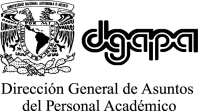 dgapa
Dirección General de Asuntos
del Personal Académico